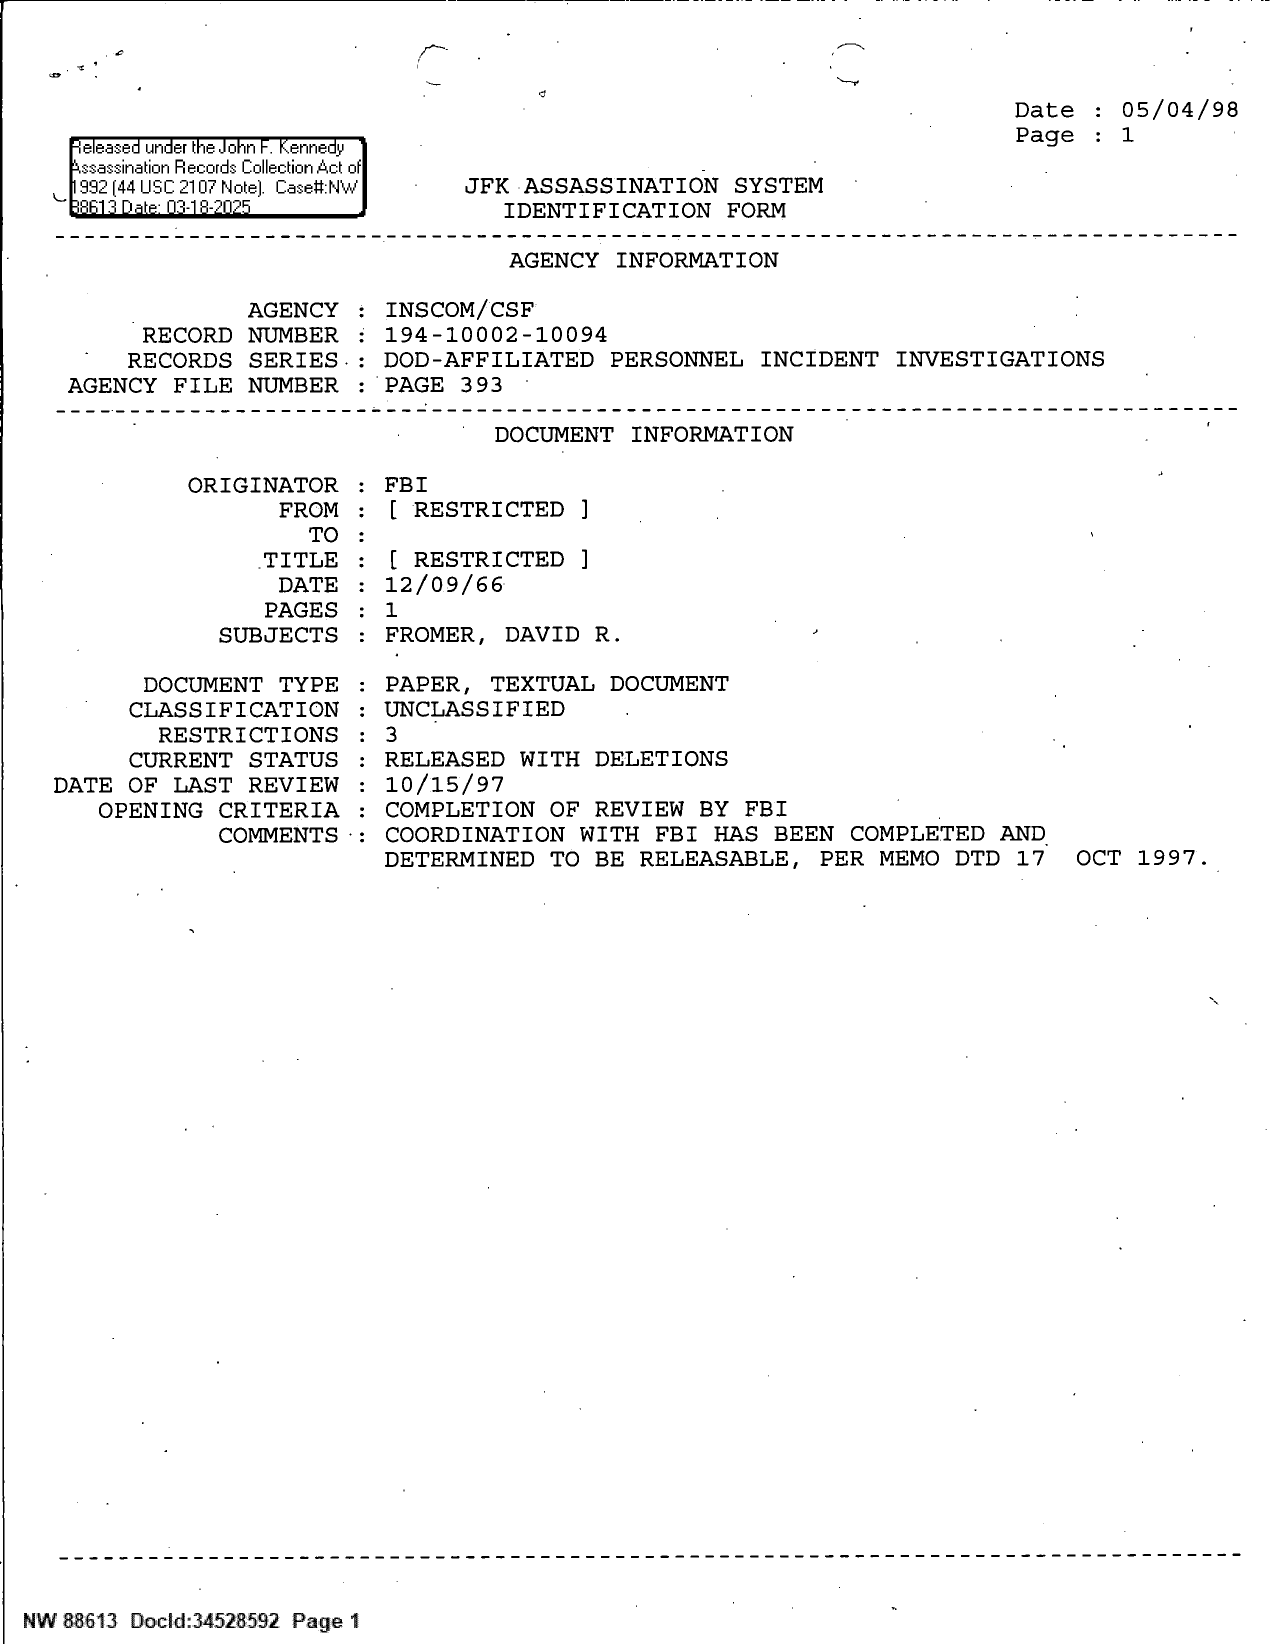 Date : 05/04/98
Page : 1
Released under the John F. Kennedy
Assassination Records Collection Act of
1992 (44 USC 2107 Note). Case#:NW
88613 Date: 03-18-2025
JFK ASSASSINATION SYSTEM
IDENTIFICATION FORM
AGENCY INFORMATION
AGENCY : INSCOM/CSF
RECORD NUMBER : 194-10002-10094
RECORDS SERIES : DOD-AFFILIATED PERSONNEL INCIDENT INVESTIGATIONS
AGENCY FILE NUMBER : PAGE 393
DOCUMENT INFORMATION
ORIGINATOR : FBI
FROM : [ RESTRICTED ]
TO :
TITLE : [ RESTRICTED ]
DATE : 12/09/66
PAGES : 1
SUBJECTS : FROMER, DAVID R.
DOCUMENT TYPE : PAPER, TEXTUAL DOCUMENT
CLASSIFICATION : UNCLASSIFIED
RESTRICTIONS : 3
CURRENT STATUS : RELEASED WITH DELETIONS
DATE OF LAST REVIEW : 10/15/97
OPENING CRITERIA : COMPLETION OF REVIEW BY FBI
COMMENTS : COORDINATION WITH FBI HAS BEEN COMPLETED AND
DETERMINED TO BE RELEASABLE, PER MEMO DTD 17 OCT 1997.
NW 88613 DocId:34528592 Page 1